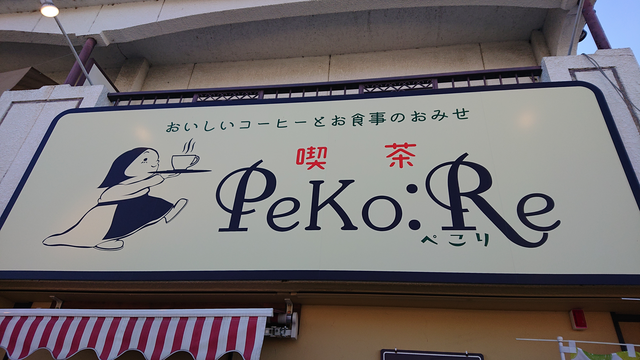 おいしいコーヒーとお食事のおみせ
喫茶
PeKo:Re
ぺこり